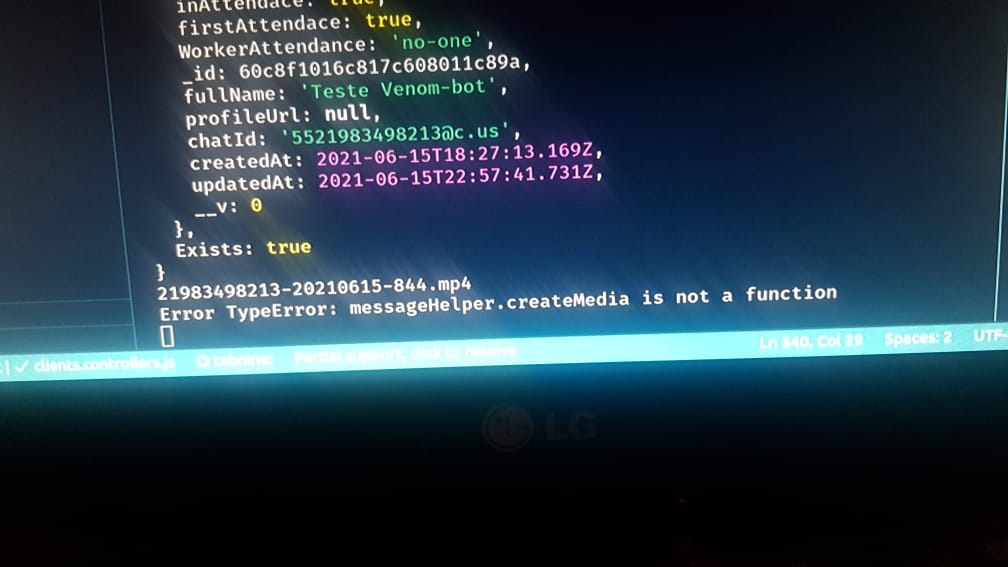 inAttendace: true,
firstAttendace: true,
WorkerAttendance: 'no-one',
_id: 60c8f1016c817c608011c89a,
fullName: 'Teste Venom-bot',
profileUrl: null,
chatId: '5521983498213@c.us',
createdAt: 2021-06-15T18:27:13.169Z,
updatedAt: 2021-06-15T22:57:41.731Z,
__v: 0
},
Exists: true
}
21983498213-20210615-844.mp4
Error TypeError: messageHelper.createMedia is not a function
| ✓ clients.controllers.js tabnine: Partial support, click to resolve Ln 340, Col 29 Spaces: 2 UTF-
LG